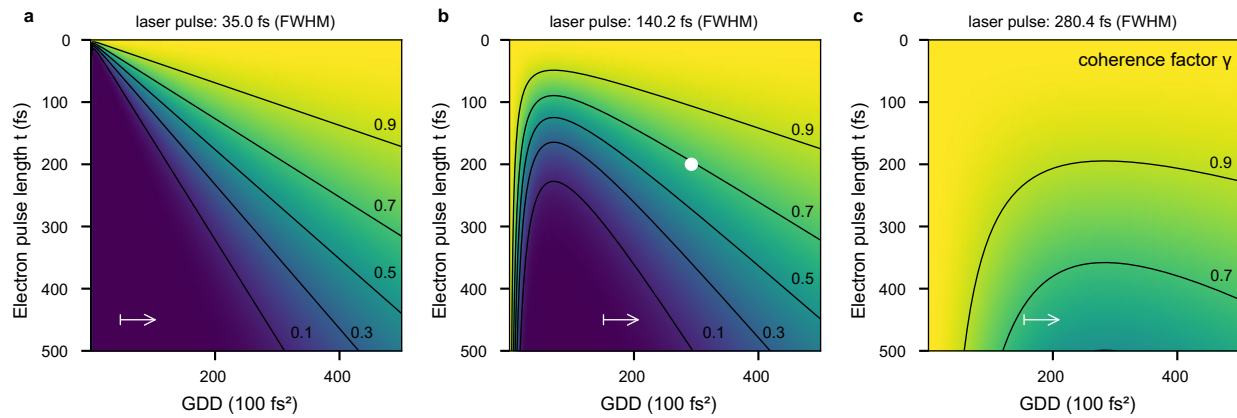 a
laser pulse: 35.0 fs (FWHM)
0
100
200
300
400
500
Electron pulse length t (fs)
0.9
0.7
0.5
0.3
0.1
200
400
GDD (100 fs²)
b
laser pulse: 140.2 fs (FWHM)
0
100
200
300
400
500
Electron pulse length t (fs)
0.9
0.7
0.5
0.3
0.1
200
400
GDD (100 fs²)
c
laser pulse: 280.4 fs (FWHM)
coherence factor γ
0
100
200
300
400
500
Electron pulse length t (fs)
0.9
0.7
200
400
GDD (100 fs²)